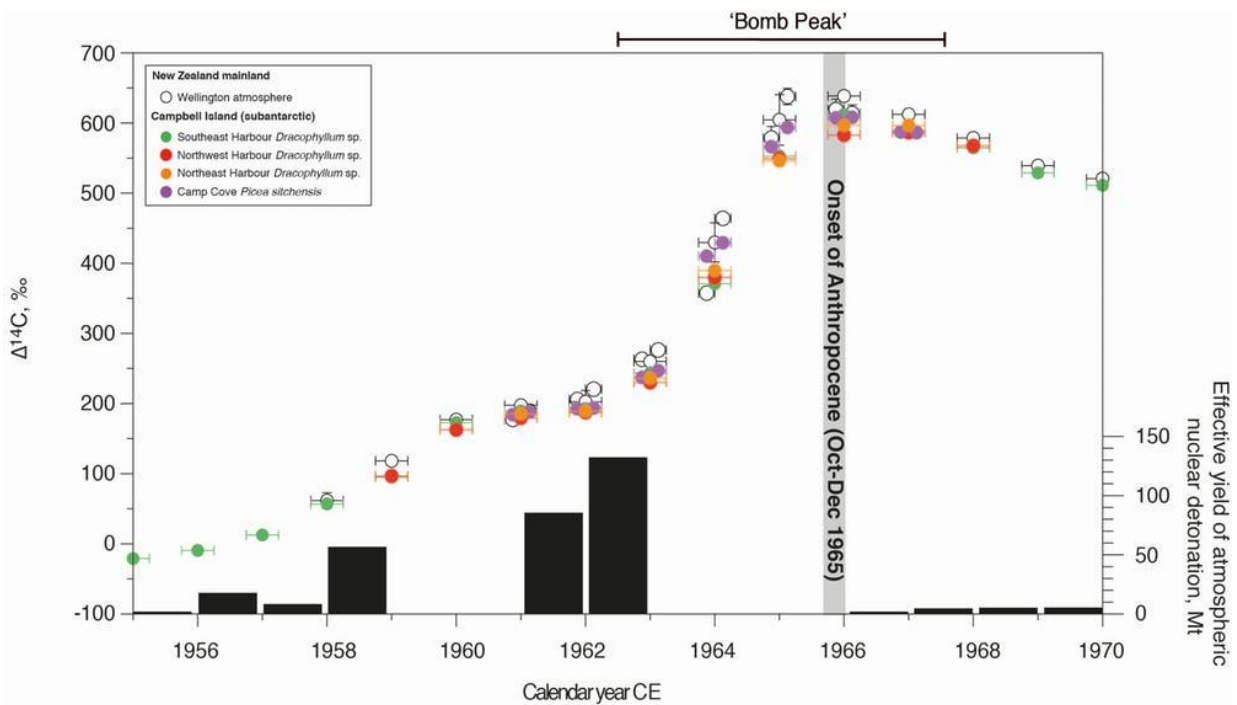 'Bomb Peak'
700
600
500
400
300
200
100
0
-100
Δ14C, ‰
New Zealand mainland
Wellington atmosphere
Campbell Island (subantarctic)
Southeast Harbour Dracophyllum sp.
Northwest Harbour Dracophyllum sp.
Northeast Harbour Dracophyllum sp.
Camp Cove Picea sitchensis
Onset of Anthropocene (Oct-Dec 1965)
150
100
50
0
Effective yield of atmospheric
nuclear detonation, Mt
1956
1958
1960
1962
1964
1966
1968
1970
Calendar year CE